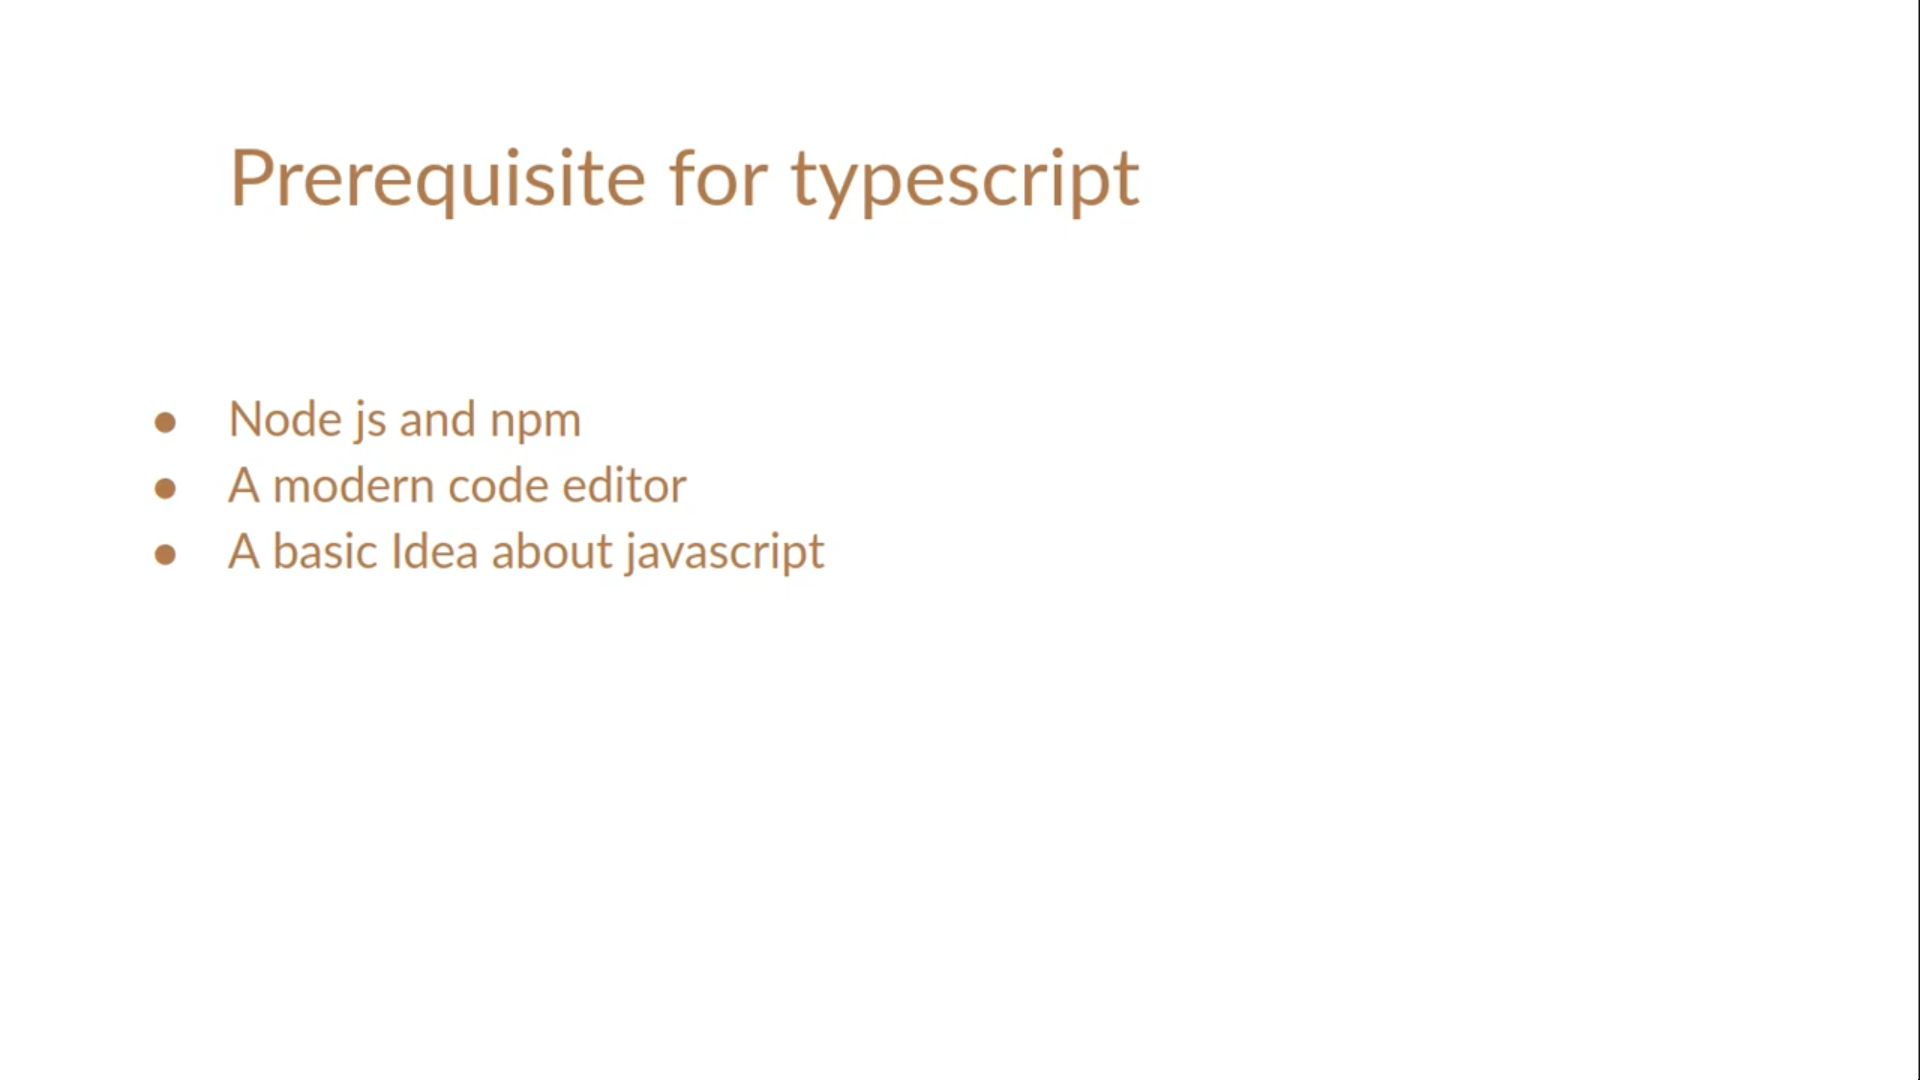 Prerequisite for typescript
● Node js and npm
● A modern code editor
● A basic Idea about javascript